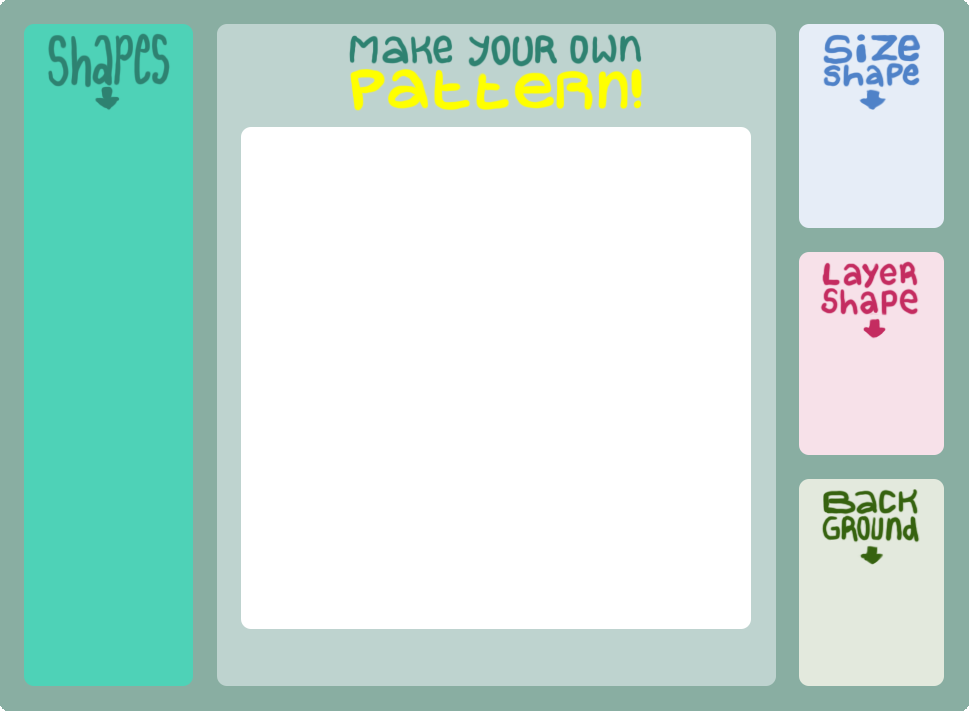 Shapes
Make your own
Pattern!
Size
Shape
Layer
Shape
Back
Ground